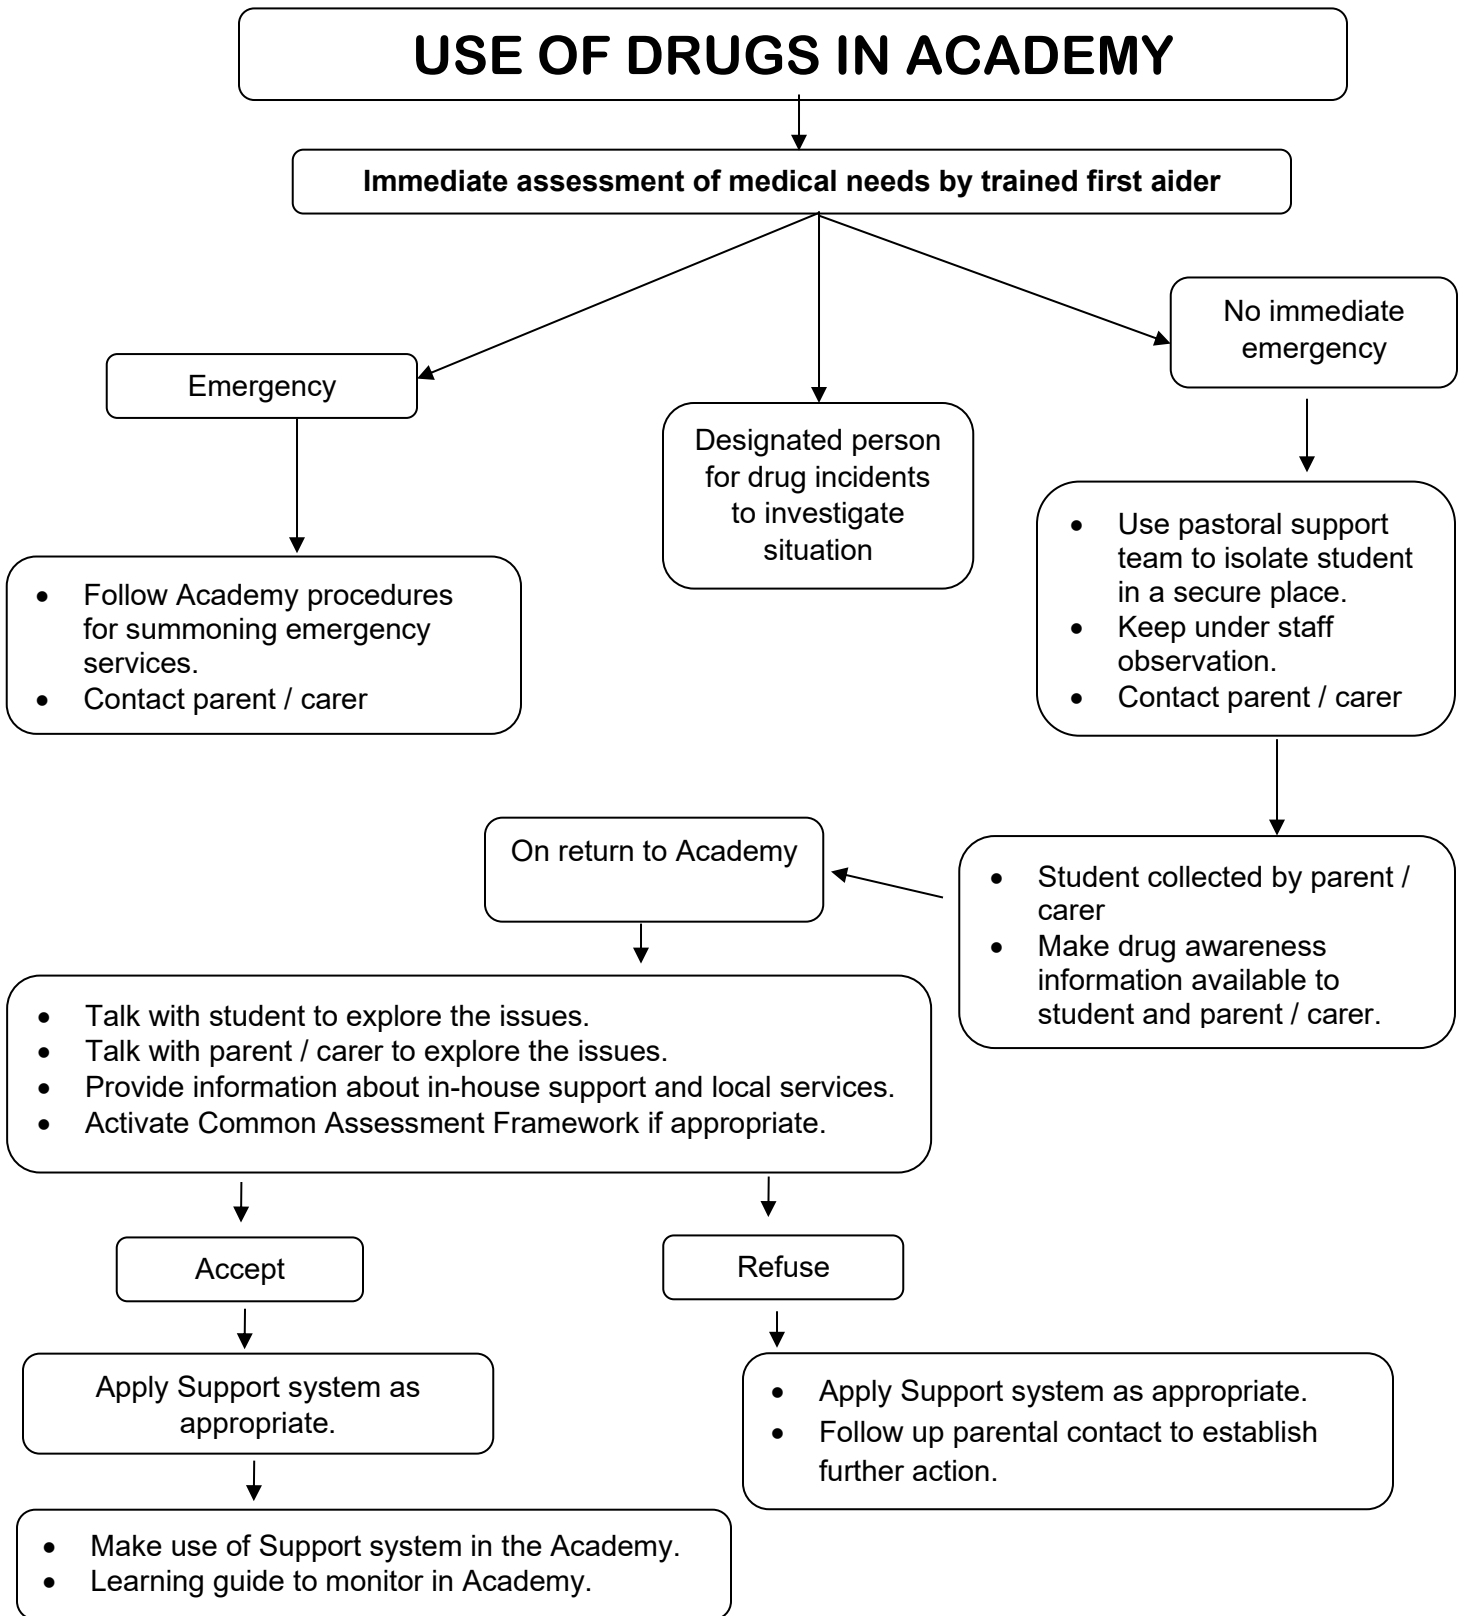 USE OF DRUGS IN ACADEMY
Immediate assessment of medical needs by trained first aider
No immediate
emergency
Emergency
Designated person
for drug incidents
to investigate
situation
• Use pastoral support
team to isolate student
in a secure place.
• Keep under staff
observation.
• Contact parent / carer
• Follow Academy procedures
for summoning emergency
services.
• Contact parent / carer
On return to Academy
• Student collected by parent /
carer
• Make drug awareness
information available to
student and parent / carer.
• Talk with student to explore the issues.
• Talk with parent / carer to explore the issues.
• Provide information about in-house support and local services.
• Activate Common Assessment Framework if appropriate.
Accept
Refuse
Apply Support system as
appropriate.
• Apply Support system as appropriate.
• Follow up parental contact to establish
further action.
• Make use of Support system in the Academy.
• Learning guide to monitor in Academy.